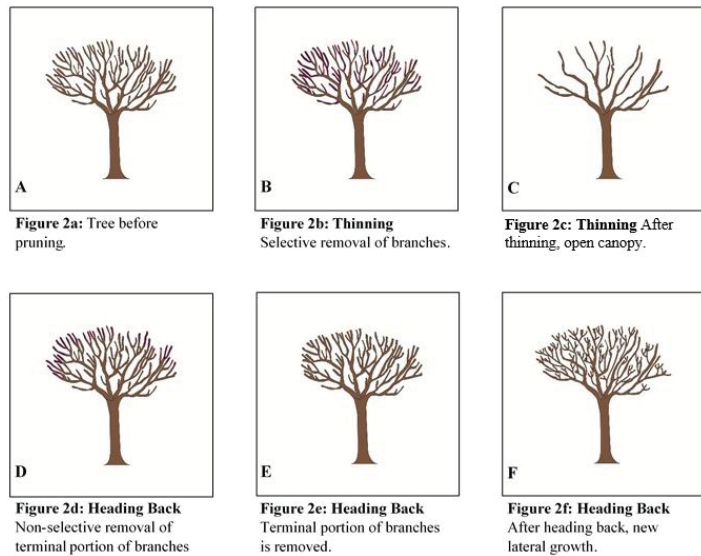 A
B
C
Figure 2a: Tree before
pruning.
Figure 2b: Thinning
Selective removal of branches.
Figure 2c: Thinning After
thinning, open canopy.
D
E
F
Figure 2d: Heading Back
Non-selective removal of
terminal portion of branches
Figure 2e: Heading Back
Terminal portion of branches
is removed.
Figure 2f: Heading Back
After heading back, new
lateral growth.